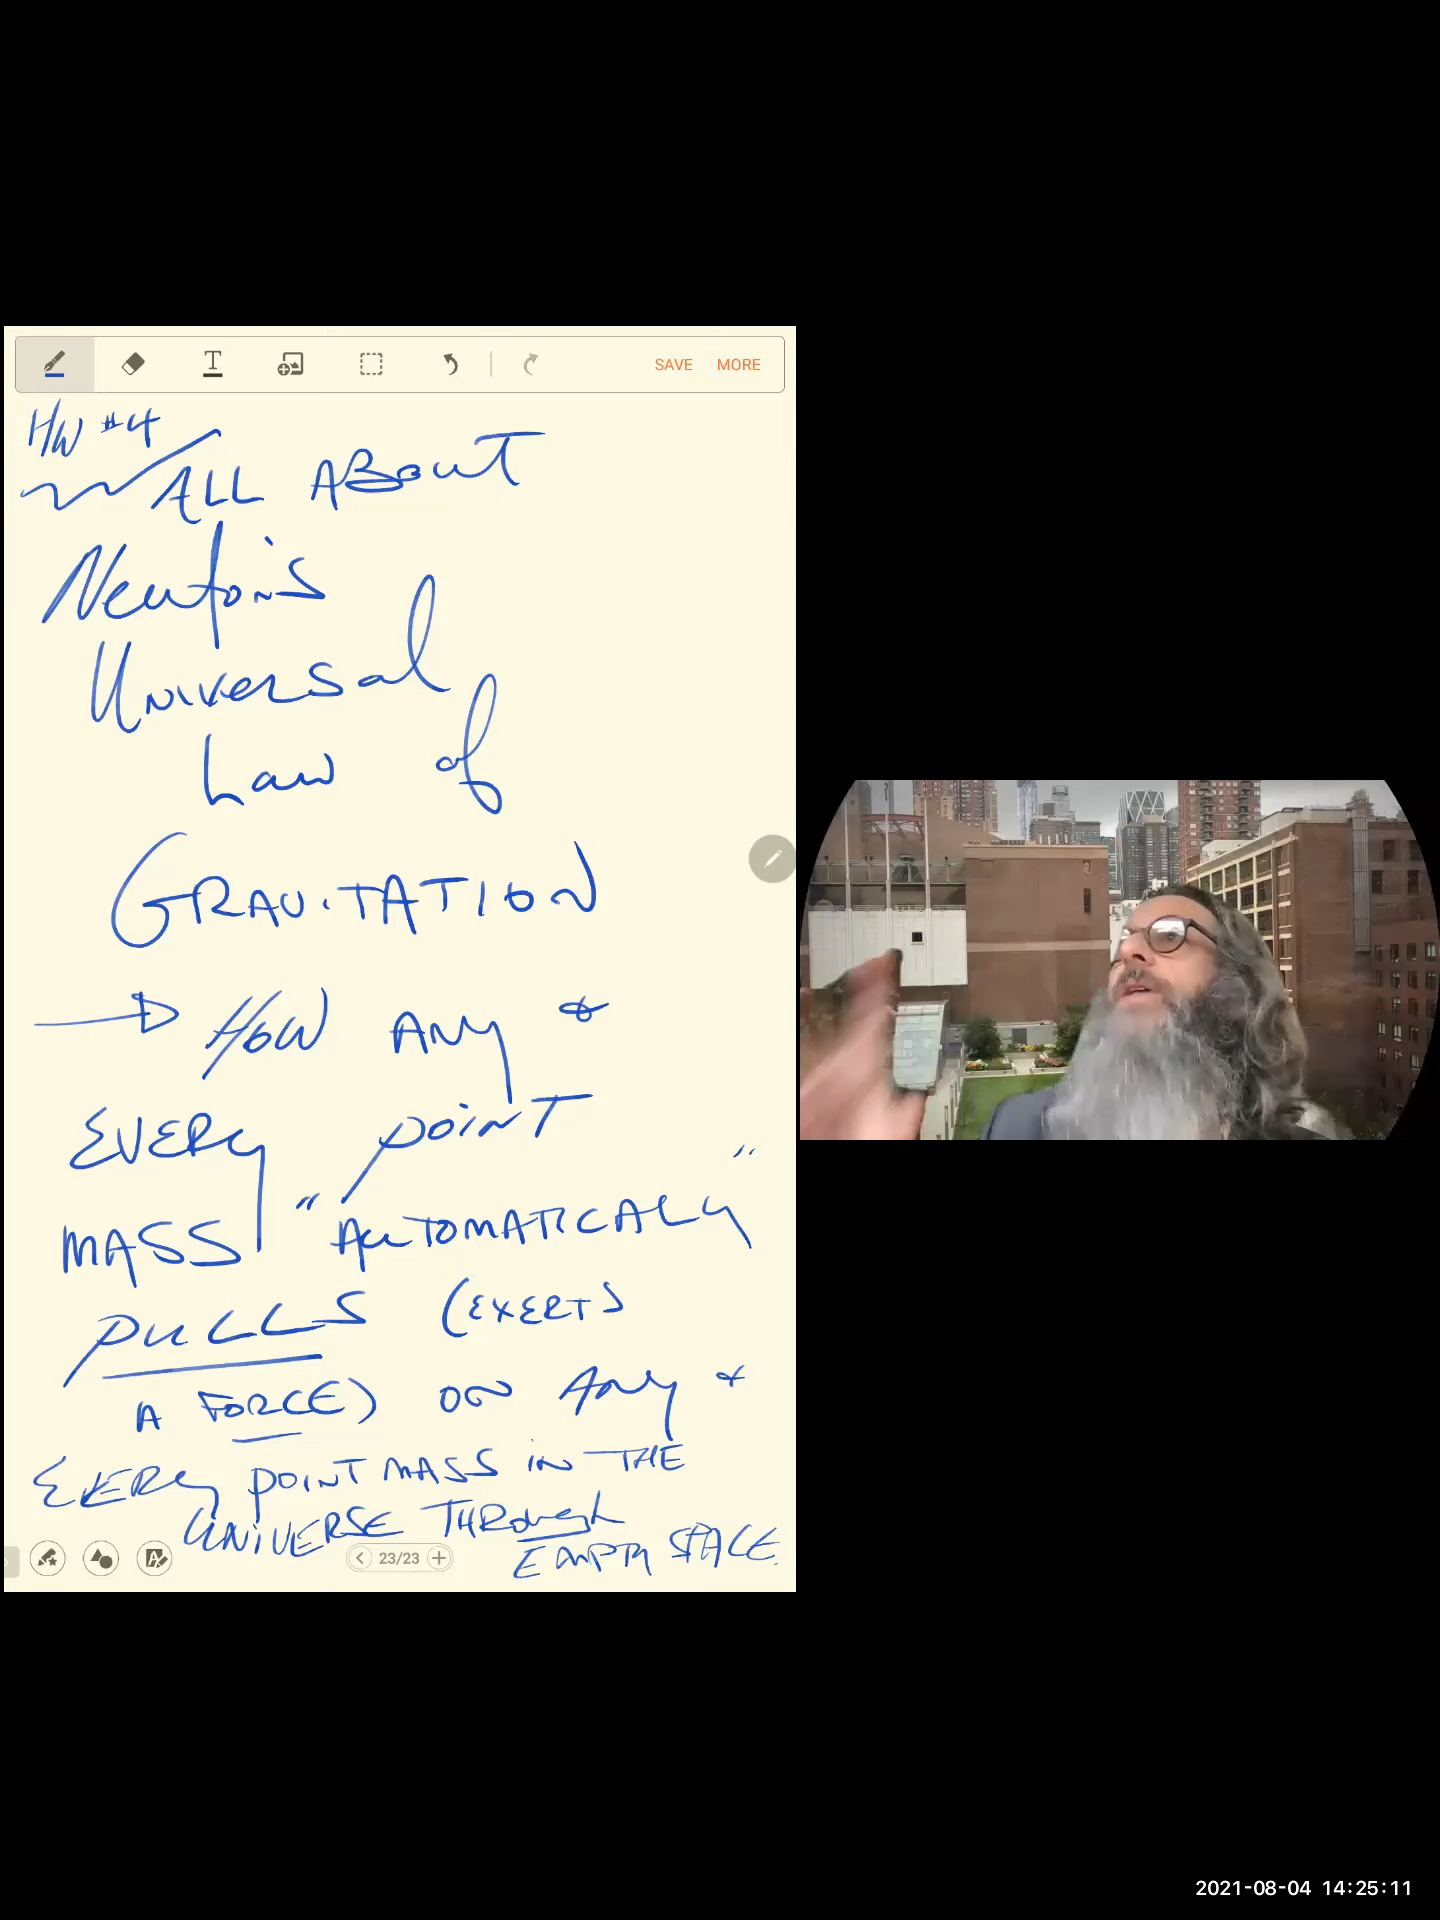 T
SAVE MORE
HW #4
ALL ABOUT
Newton's
Universal
Law of
GRAVITATION
HOW ANY &
EVERY POINT
MASS "AUTOMATICALY"
PULLS (EXERTS
A FORCE) ON ANY &
EVERY POINT MASS IN THE
UNIVERSE THROUGH
EMPTY SPACE.
23/23
2021-08-04 14:25:11